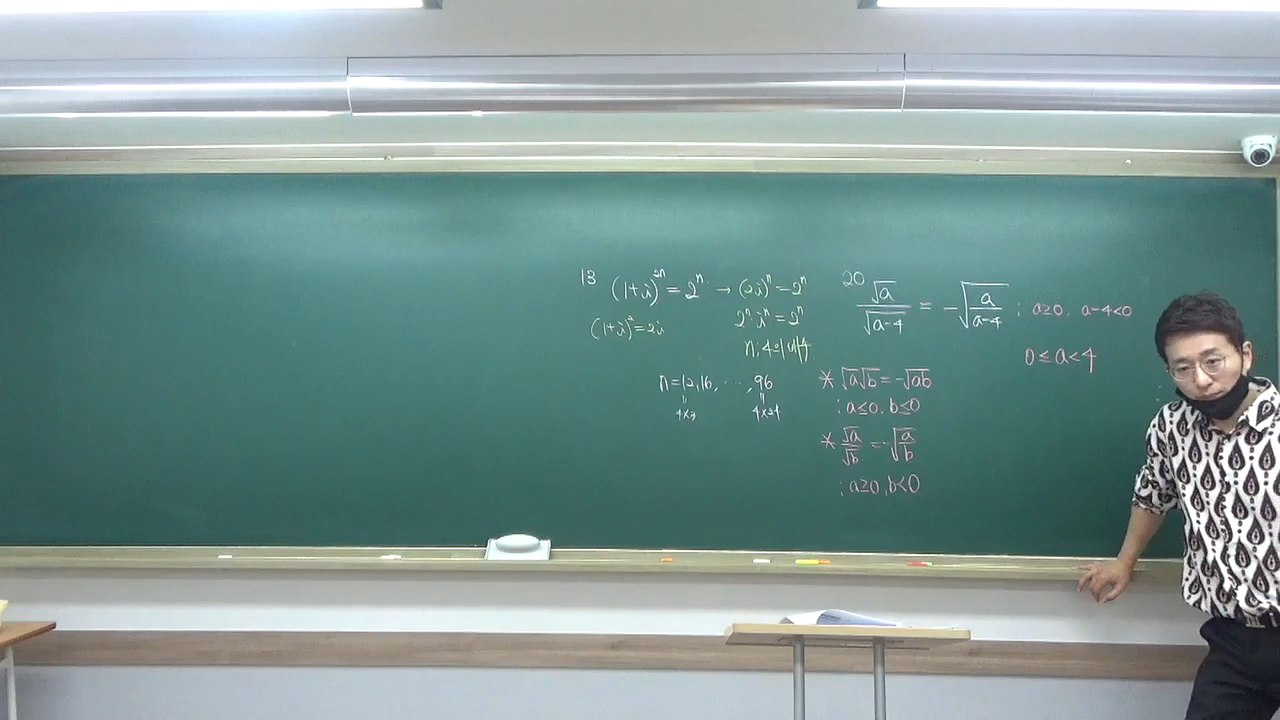 13 (1+i)^{2n} = 2^n → (2i)^n = 2^n
(1+i)^2 = 2i
2^n · i^n = 2^n
n ; 4의 배수
n = 12, 16, ⋯, 96
4×3
4×24
20 √a/√(a-4) = -√(a/(a-4)) ; a≥0. a-4<0
0 ≤ a < 4
* √a√b = -√ab
; a≤0. b≤0
* √a/√b = -√(a/b)
; a≥0, b<0